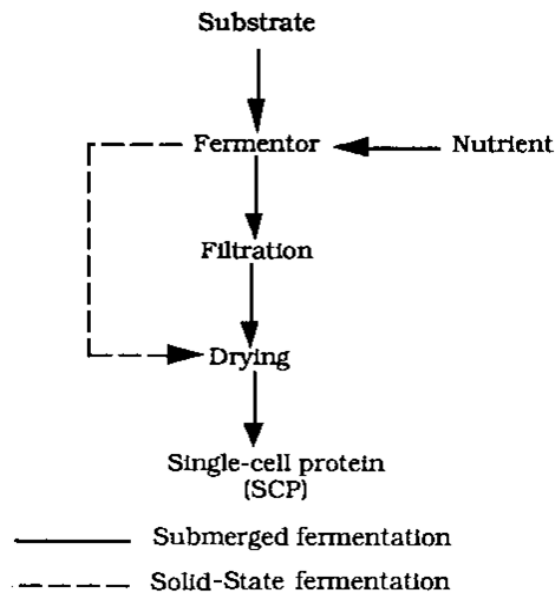 Substrate
Fermentor
Nutrient
Filtration
Drying
Single-cell protein
(SCP)
Submerged fermentation
Solid-State fermentation